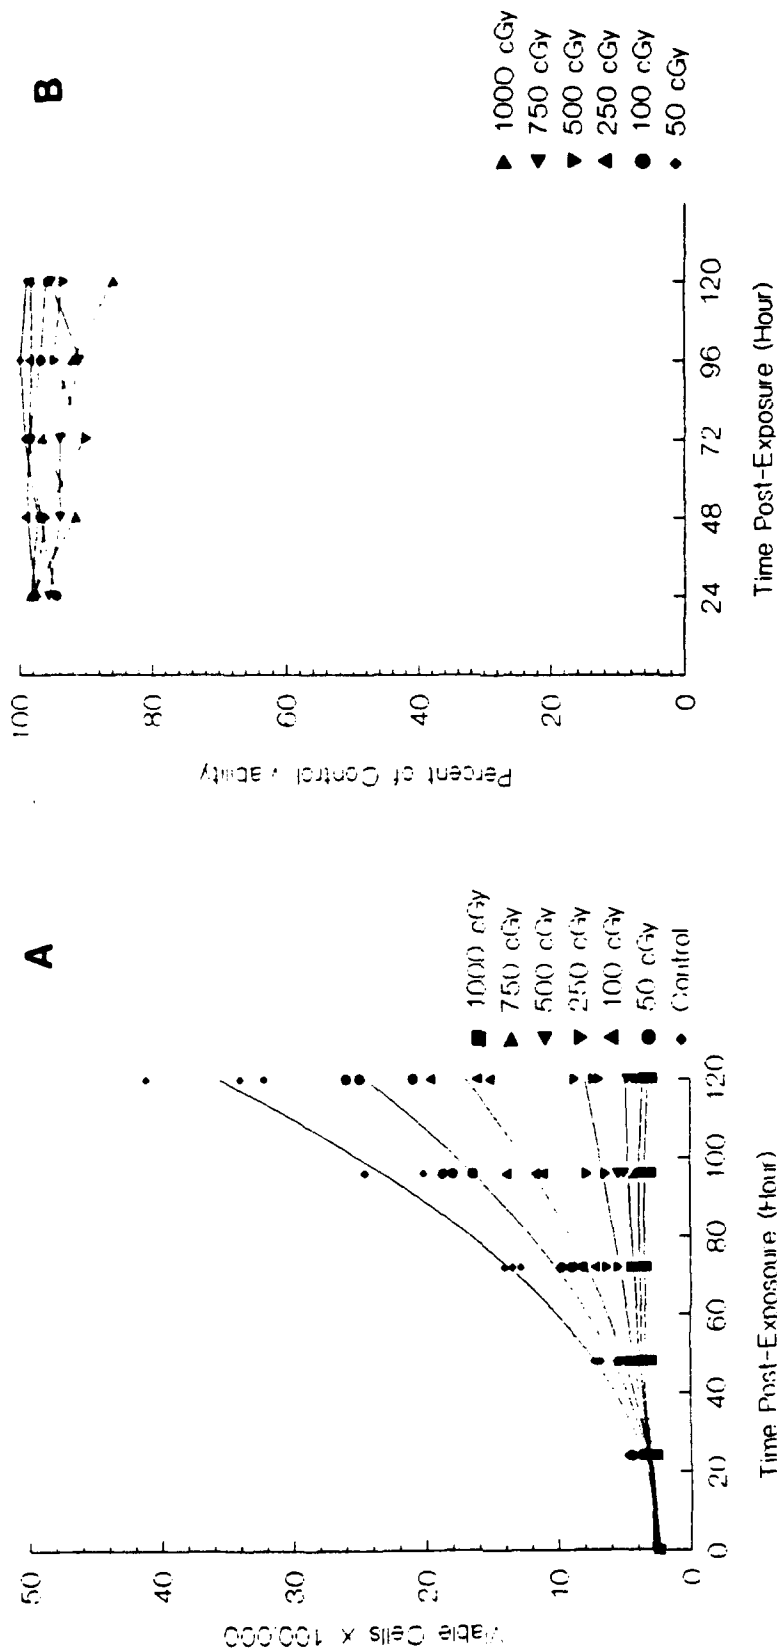 A
Viable Cells X 100,000
50
40
30
20
10
0
0
20
40
60
80
100
120
Time Post-Exposoure (Hour)
1000 cGy
750 cGy
500 cGy
250 cGy
100 cGy
50 cGy
Control
B
Percent of Control Viability
100
80
60
40
20
0
24
48
72
96
120
Time Post-Exposure (Hour)
1000 cGy
750 cGy
500 cGy
250 cGy
100 cGy
50 cGy